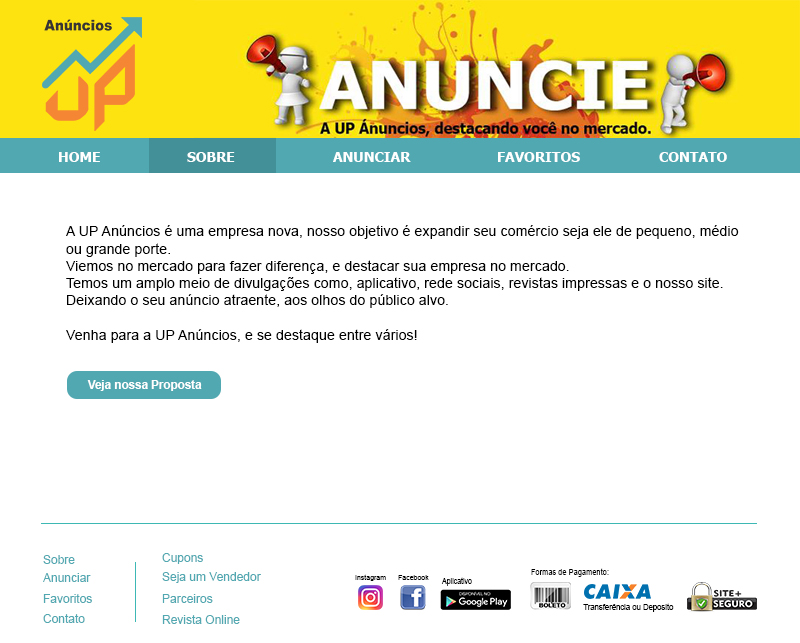 Anúncios
UP
ANUNCIE
A UP Ánuncios, destacando você no mercado.
HOME
SOBRE
ANUNCIAR
FAVORITOS
CONTATO
A UP Anúncios é uma empresa nova, nosso objetivo é expandir seu comércio seja ele de pequeno, médio
ou grande porte.
Viemos no mercado para fazer diferença, e destacar sua empresa no mercado.
Temos um amplo meio de divulgações como, aplicativo, rede sociais, revistas impressas e o nosso site.
Deixando o seu anúncio atraente, aos olhos do público alvo.
Venha para a UP Anúncios, e se destaque entre vários!
Veja nossa Proposta
Sobre
Anunciar
Favoritos
Contato
Cupons
Seja um Vendedor
Parceiros
Revista Online
Instagram
Facebook
Aplicativo
DISPONÍVEL NO
Google Play
Formas de Pagamento:
BOLETO
CAIXA
Transferência ou Deposito
SITE+
SEGURO